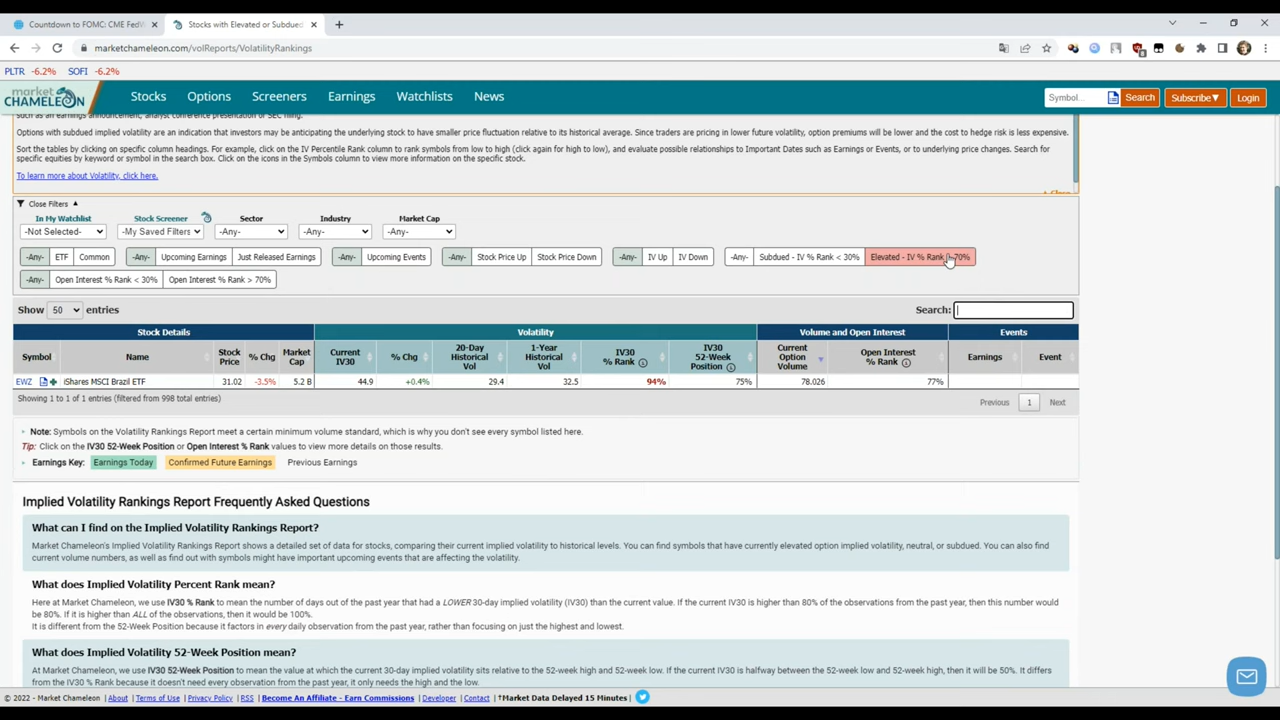 Countdown to FOMC: CME FedW
Stocks with Elevated or Subdued
marketchameleon.com/volReports/VolatilityRankings
PLTR -6.2% SOFI -6.2%
market CHAMELEON
Stocks Options Screeners Earnings Watchlists News
Symbol... Search Subscribe▼ Login
such as an earnings announcement, analyst conference presentation or SEC filing.
Options with subdued implied volatility are an indication that investors may be anticipating the underlying stock to have smaller price fluctuation relative to its historical average. Since traders are pricing in lower future volatility, option premiums will be lower and the cost to hedge risk is less expensive.
Sort the tables by clicking on specific column headings. For example, click on the IV Percentile Rank column to rank symbols from low to high (click again for high to low), and evaluate possible relationships to Important Dates such as Earnings or Events, or to underlying price changes. Search for
specific equities by keyword or symbol in the search box. Click on the icons in the Symbols column to view more information on the specific stock.
To learn more about Volatility, click here.
Close Filters ▲
In My Watchlist Stock Screener Sector Industry Market Cap
-Not Selected- -My Saved Filters- -Any- -Any- -Any-
-Any- ETF Common -Any- Upcoming Earnings Just Released Earnings -Any- Upcoming Events -Any- Stock Price Up Stock Price Down -Any- IV Up IV Down -Any- Subdued - IV % Rank < 30% Elevated - IV % Rank > 70%
-Any- Open Interest % Rank < 30% Open Interest % Rank > 70%
Show 50 entries Search:
Stock Details Volatility Volume and Open Interest Events
Symbol Name Stock Price % Chg Market Cap Current IV30 % Chg 20-Day Historical Vol 1-Year Historical Vol IV30 % Rank IV30 52-Week Position Current Option Volume Open Interest % Rank Earnings Event
EWZ iShares MSCI Brazil ETF 31.02 -3.5% 5.2 B 44.9 +0.4% 29.4 32.5 94% 75% 78,026 77%
Showing 1 to 1 of 1 entries (filtered from 998 total entries)
Previous 1 Next
Note: Symbols on the Volatility Rankings Report meet a certain minimum volume standard, which is why you don't see every symbol listed here.
Tip: Click on the IV30 52-Week Position or Open Interest % Rank values to view more details on those results.
Earnings Key: Earnings Today Confirmed Future Earnings Previous Earnings
Implied Volatility Rankings Report Frequently Asked Questions
What can I find on the Implied Volatility Rankings Report?
Market Chameleon's Implied Volatility Rankings Report shows a detailed set of data for stocks, comparing their current implied volatility to historical levels. You can find symbols that have currently elevated option implied volatility, neutral, or subdued. You can also
find current volume numbers, as well as find out with symbols might have important upcoming events that are affecting the volatility.
What does Implied Volatility Percent Rank mean?
Here at Market Chameleon, we use IV30 % Rank to mean the number of days out of the past year that had a LOWER 30-day implied volatility (IV30) than the current value. If the current IV30 is higher than 80% of the observations from the past year, then this number would
be 80%. If it is higher than ALL of the observations, then it would be 100%.
It is different from the 52-Week Position because it factors in every daily observation from the past year, rather than focusing on just the highest and lowest.
What does Implied Volatility 52-Week Position mean?
At Market Chameleon, we use IV30 52-Week Position to mean the value at which the current 30-day implied volatility sits relative to the 52-week high and 52-week low. If the current IV30 is halfway between the 52-week high and 52-week low, then it will be 50%. It differs
from the IV30 % Rank because it doesn't need every observation from the past year, it only needs the high and the low.
© 2022 - Market Chameleon | About | Terms of Use | Privacy Policy | RSS | Become An Affiliate - Earn Commissions | Developer | Contact | †Market Data Delayed 15 Minutes |